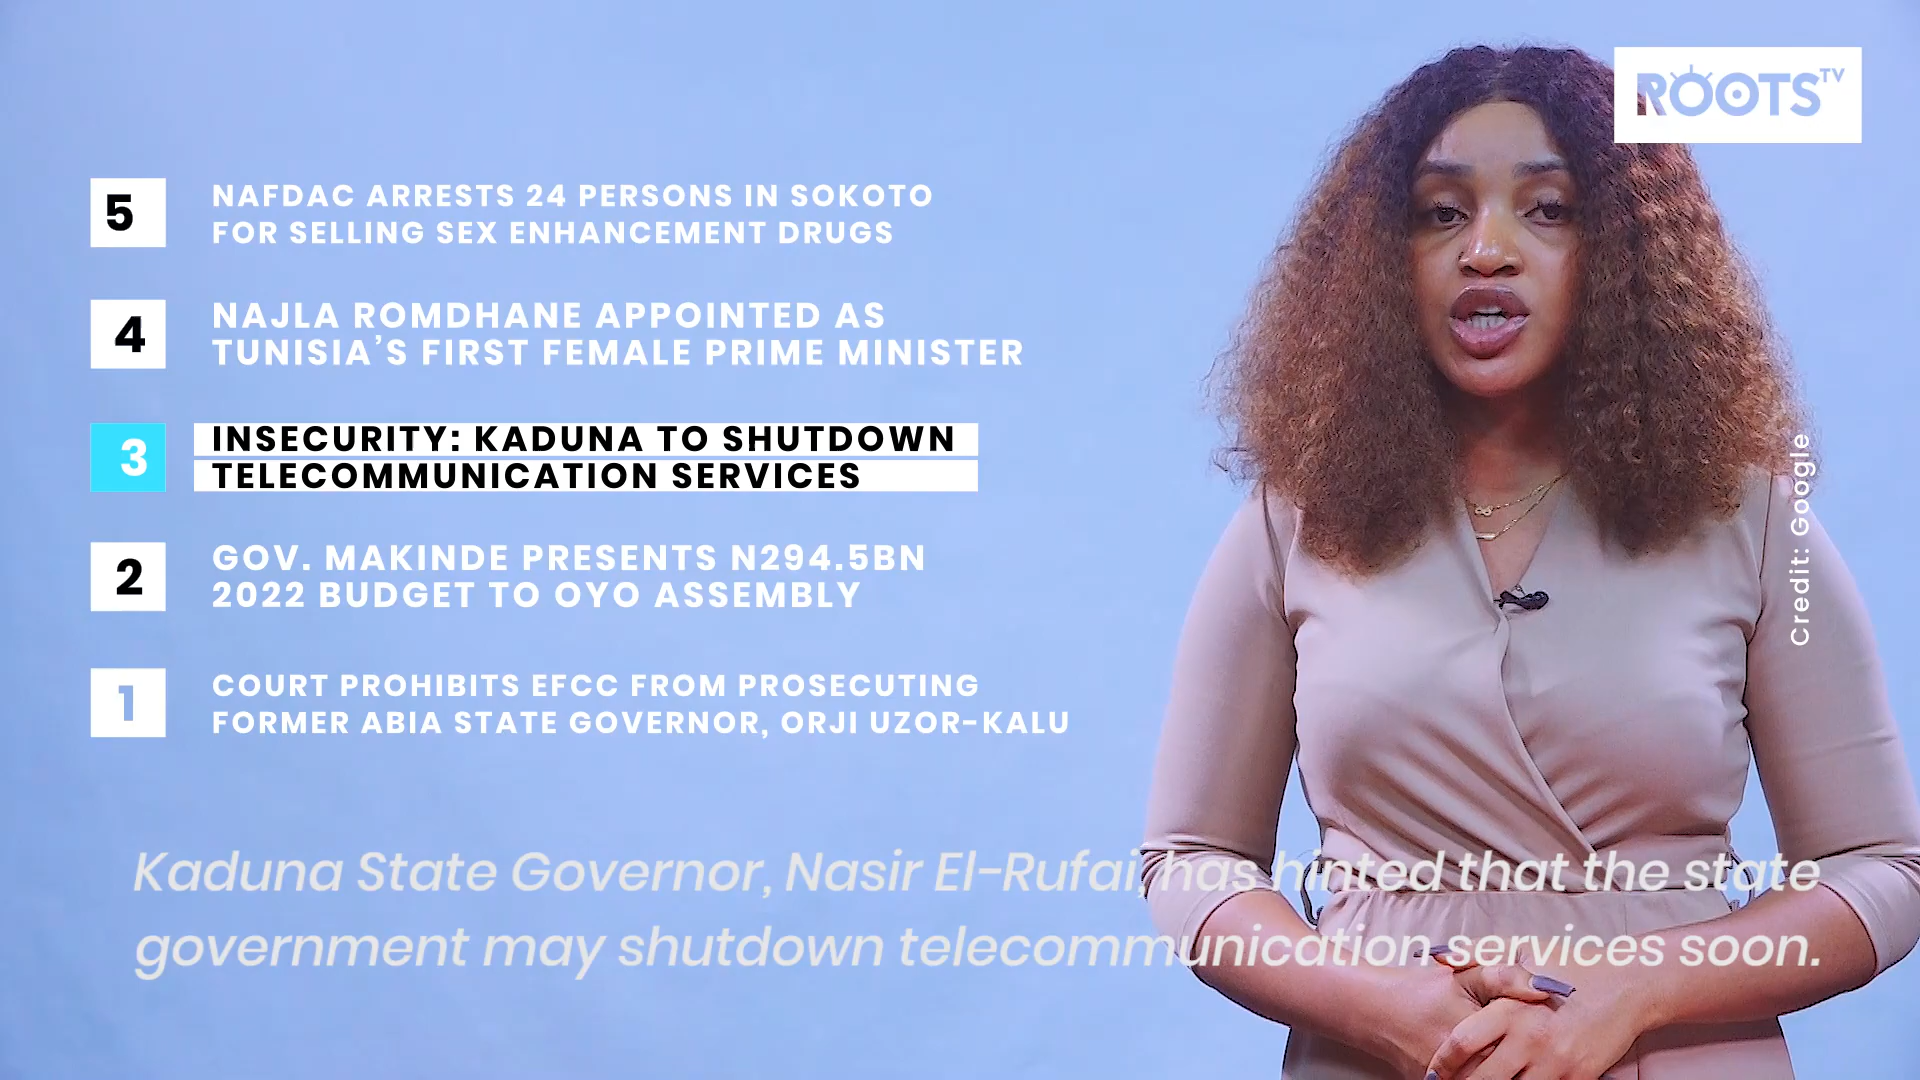 ROOTS TV
5
NAFDAC ARRESTS 24 PERSONS IN SOKOTO
FOR SELLING SEX ENHANCEMENT DRUGS
4
NAJLA ROMDHANE APPOINTED AS
TUNISIA’S FIRST FEMALE PRIME MINISTER
3
INSECURITY: KADUNA TO SHUTDOWN
TELECOMMUNICATION SERVICES
2
GOV. MAKINDE PRESENTS N294.5BN
2022 BUDGET TO OYO ASSEMBLY
1
COURT PROHIBITS EFCC FROM PROSECUTING
FORMER ABIA STATE GOVERNOR, ORJI UZOR-KALU
Credit: Google
Kaduna State Governor, Nasir El-Rufai, has hinted that the state
government may shutdown telecommunication services soon.